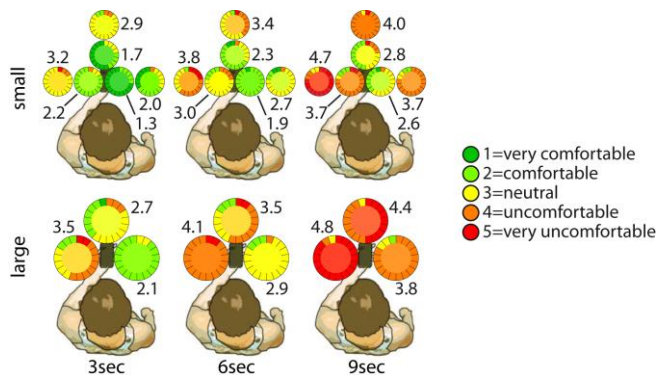 2.9
3.4
4.0
3.2
1.7
3.8
2.3
4.7
2.8
small
2.2
2.0
1.3
3.0
2.7
1.9
3.7
3.7
2.6
1=very comfortable
2=comfortable
3=neutral
4=uncomfortable
5=very uncomfortable
large
3.5
2.7
4.1
3.5
4.8
4.4
2.1
2.9
3.8
3sec
6sec
9sec